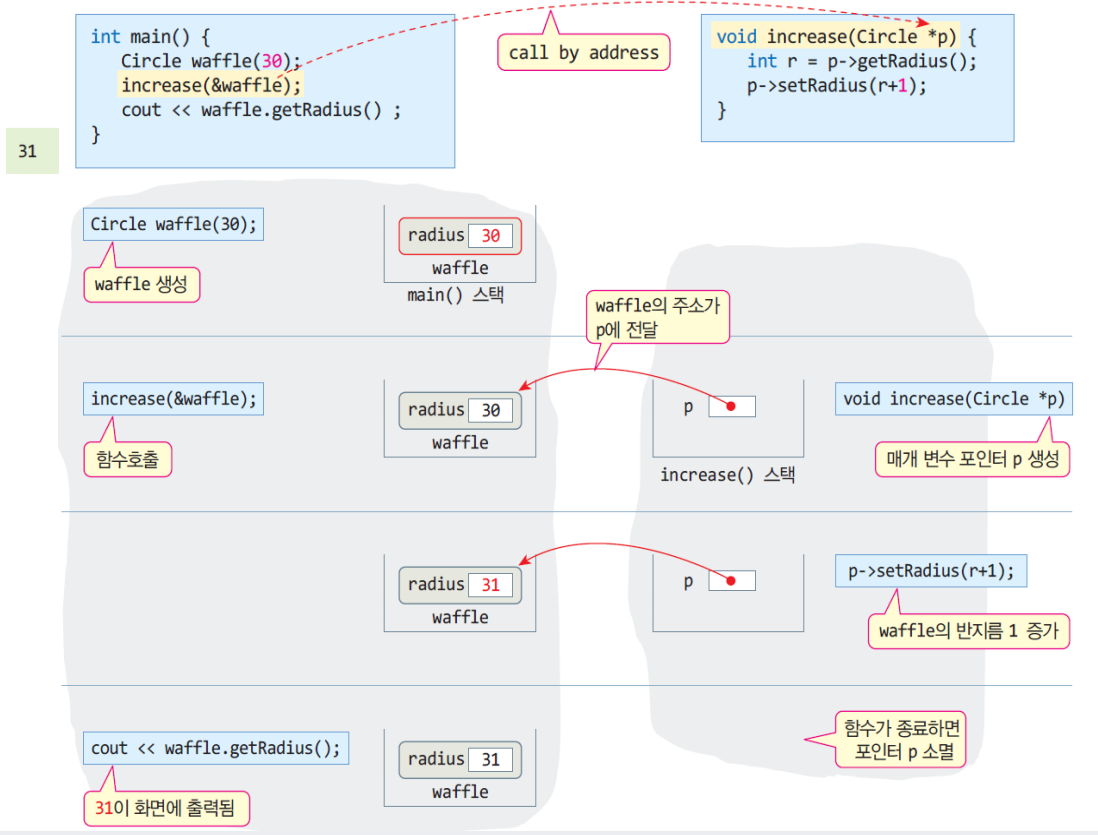 int main() {
Circle waffle(30);
increase(&waffle);
cout << waffle.getRadius() ;
}
call by address
void increase(Circle *p) {
int r = p->getRadius();
p->setRadius(r+1);
}
31
Circle waffle(30);
waffle 생성
radius 30
waffle
main() 스택
waffle의 주소가
p에 전달
increase(&waffle);
함수호출
radius 30
waffle
p
increase() 스택
void increase(Circle *p)
매개 변수 포인터 p 생성
radius 31
waffle
p
p->setRadius(r+1);
waffle의 반지름 1 증가
cout << waffle.getRadius();
31이 화면에 출력됨
radius 31
waffle
함수가 종료하면
포인터 p 소멸